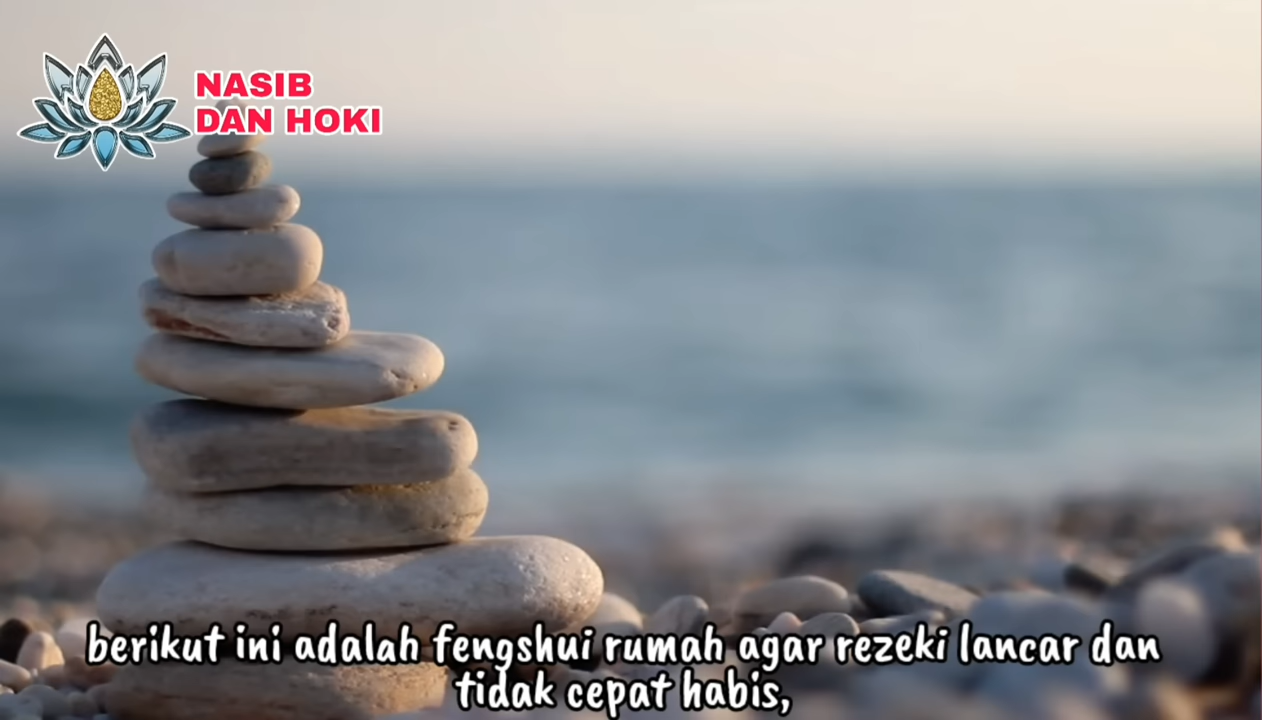 NASIB
DAN HOKI
berikut ini adalah fengshui rumah agar rezeki lancar dan
tidak cepat habis,